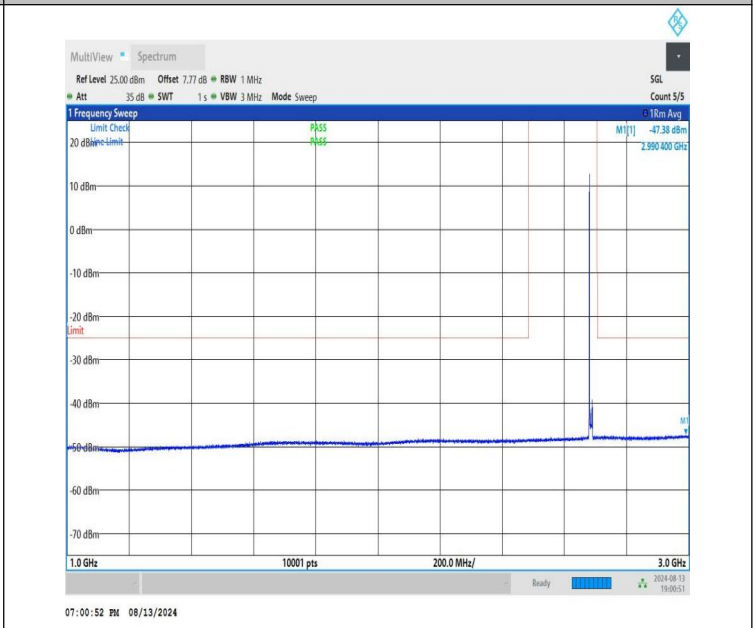 R/S
MultiView Spectrum
Ref Level 25.00 dBm Offset 7.77 dB RBW 1 MHz SGL
Att 35 dB SWT 1 s VBW 3 MHz Mode Sweep Count 5/5
1 Frequency Sweep 1Rm Avg
Limit Check PASS M1[1] -47.38 dBm
Line Limit PASS 2.990 400 GHz
20 dBm
10 dBm
0 dBm
-10 dBm
-20 dBm
Limit
-30 dBm
-40 dBm
M1
-50 dBm
-60 dBm
-70 dBm
1.0 GHz 10001 pts 200.0 MHz/ 3.0 GHz
Ready 2024-08-13
19:00:51
07:00:52 PM 08/13/2024